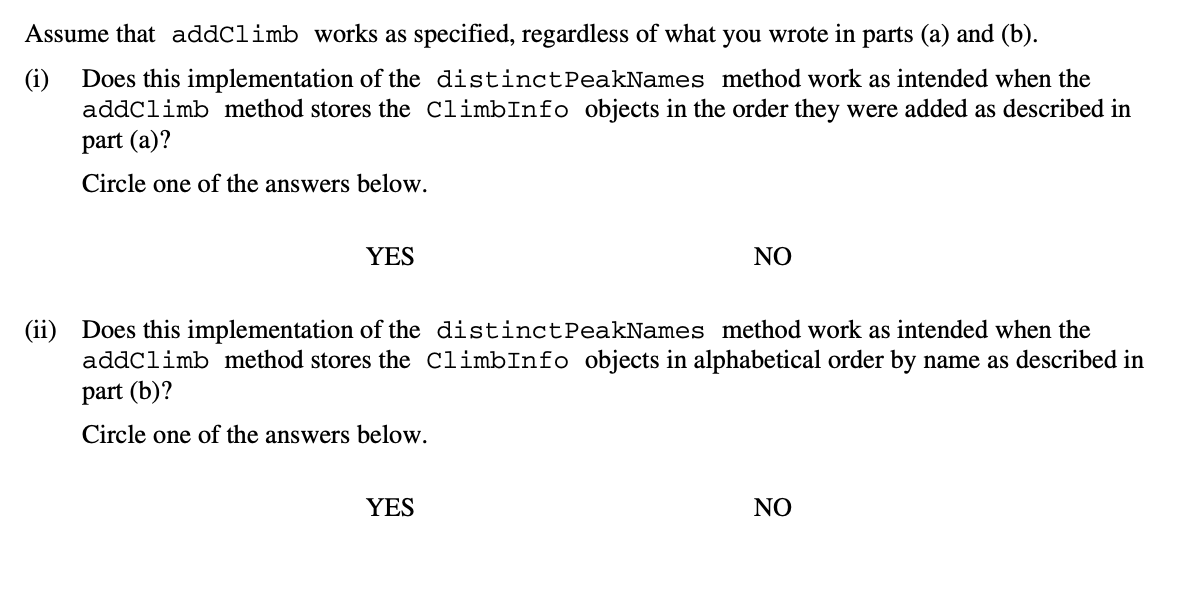 Assume that addClimb works as specified, regardless of what you wrote in parts (a) and (b).
(i) Does this implementation of the distinctPeakNames method work as intended when the
addClimb method stores the ClimbInfo objects in the order they were added as described in
part (a)?
Circle one of the answers below.
YES NO
(ii) Does this implementation of the distinctPeakNames method work as intended when the
addClimb method stores the ClimbInfo objects in alphabetical order by name as described in
part (b)?
Circle one of the answers below.
YES NO